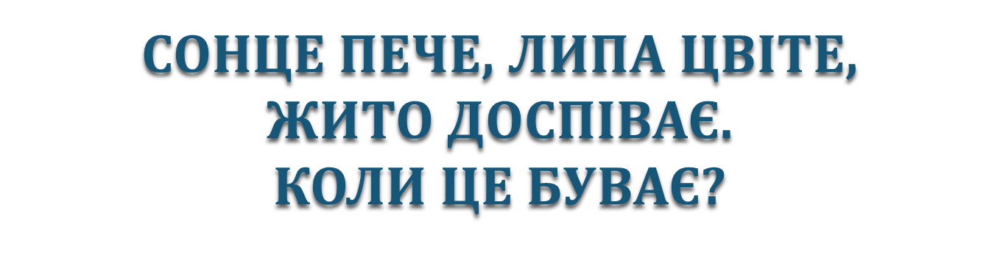 СОНЦЕ ПЕЧЕ, ЛИПА ЦВІТЕ,
ЖИТО ДОСПІВАЄ.
КОЛИ ЦЕ БУВАЄ?